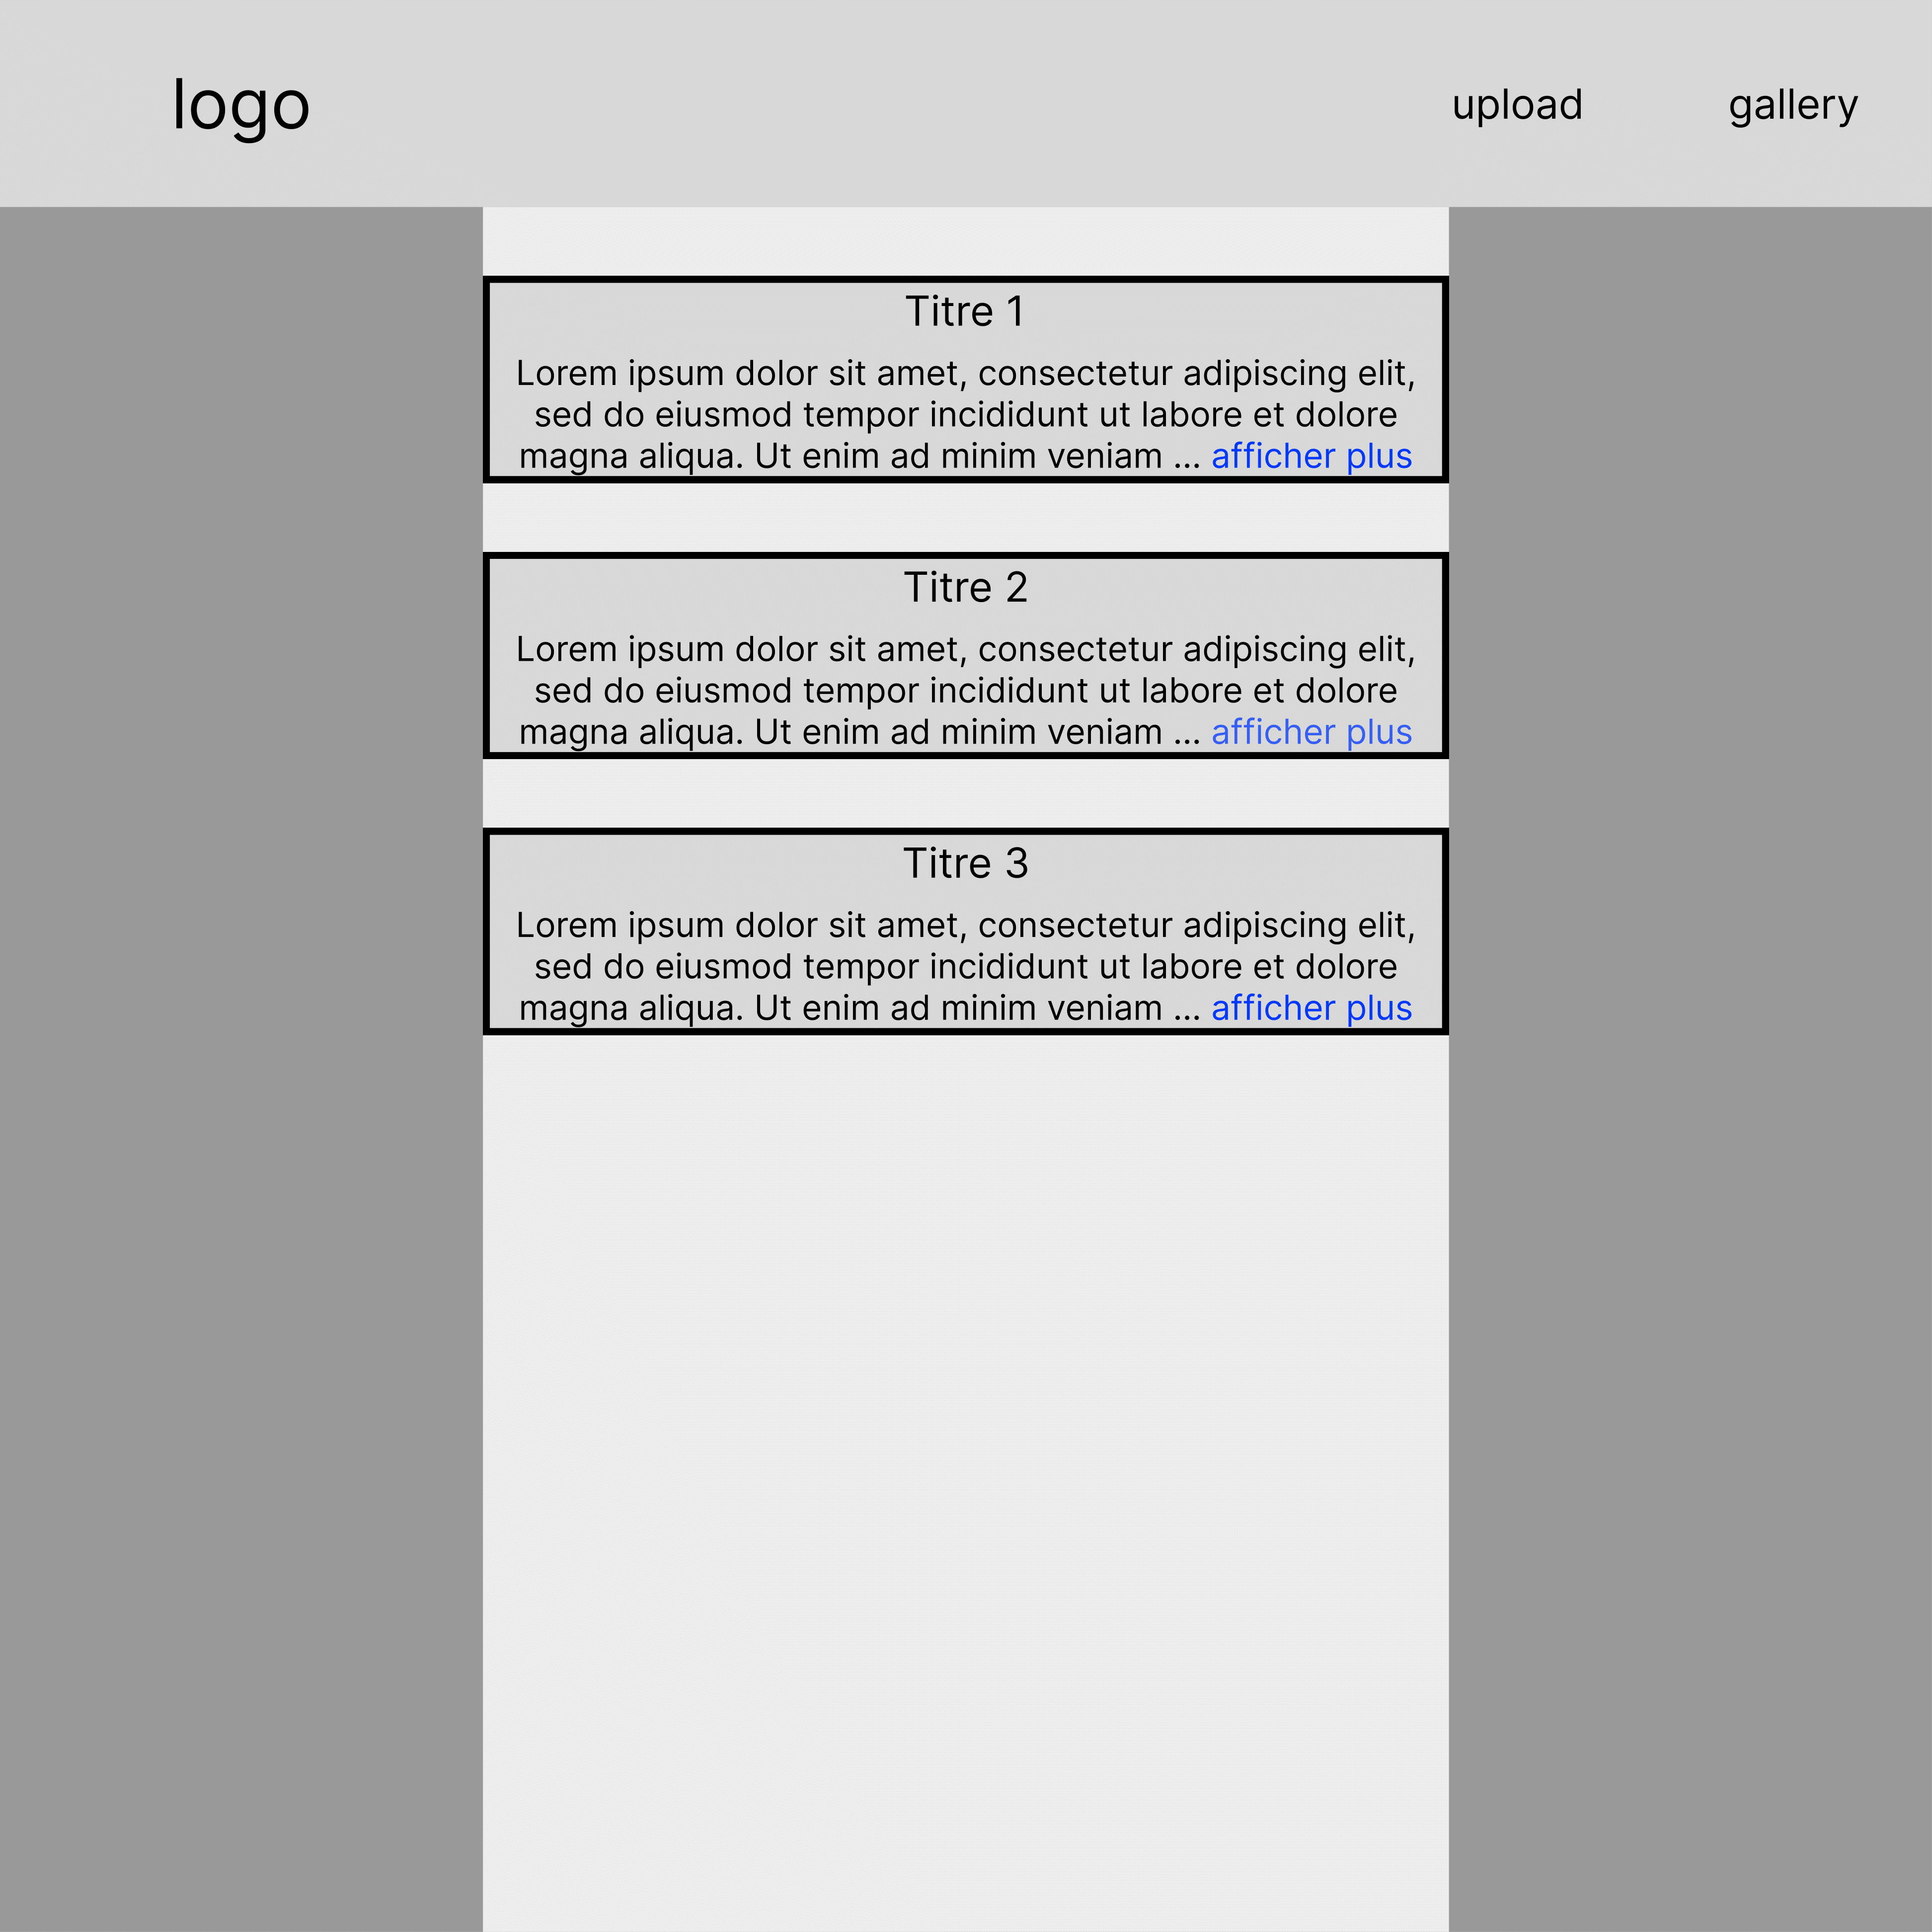 logo
upload
gallery
Titre 1
Lorem ipsum dolor sit amet, consectetur adipiscing elit,
sed do eiusmod tempor incididunt ut labore et dolore
magna aliqua. Ut enim ad minim veniam ... afficher plus
Titre 2
Lorem ipsum dolor sit amet, consectetur adipiscing elit,
sed do eiusmod tempor incididunt ut labore et dolore
magna aliqua. Ut enim ad minim veniam ... afficher plus
Titre 3
Lorem ipsum dolor sit amet, consectetur adipiscing elit,
sed do eiusmod tempor incididunt ut labore et dolore
magna aliqua. Ut enim ad minim veniam ... afficher plus